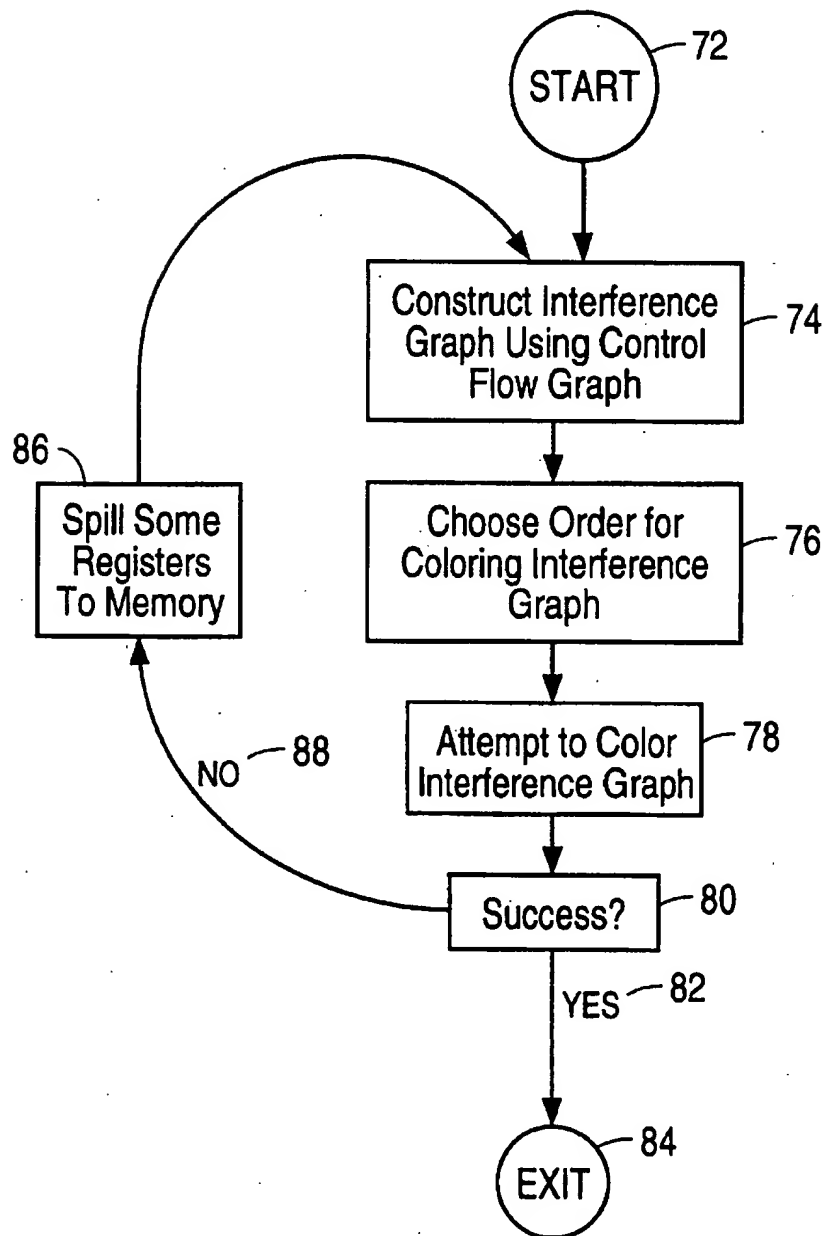 START
72
Construct Interference
Graph Using Control
Flow Graph
74
86
Spill Some
Registers
To Memory
Choose Order for
Coloring Interference
Graph
76
Attempt to Color
Interference Graph
78
NO
88
Success?
80
YES
82
EXIT
84